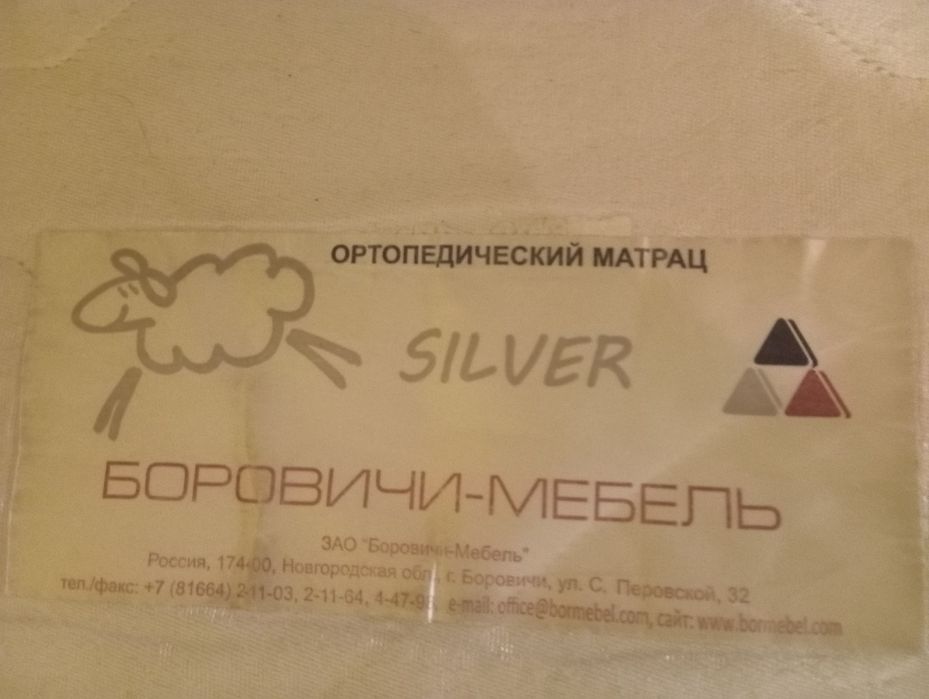 ОРТОПЕДИЧЕСКИЙ МАТРАЦ
SILVER
БОРОВИЧИ-МЕБЕЛЬ
ЗАО "Боровичи-Мебель"
Россия, Новгородская обл., г. Боровичи, ул. С. Перовской, 32
тел./факс: +7 (81664) 2-11-03, 2-11-64, e-mail: office@bormebel.com, сайт: www.bormebel.com